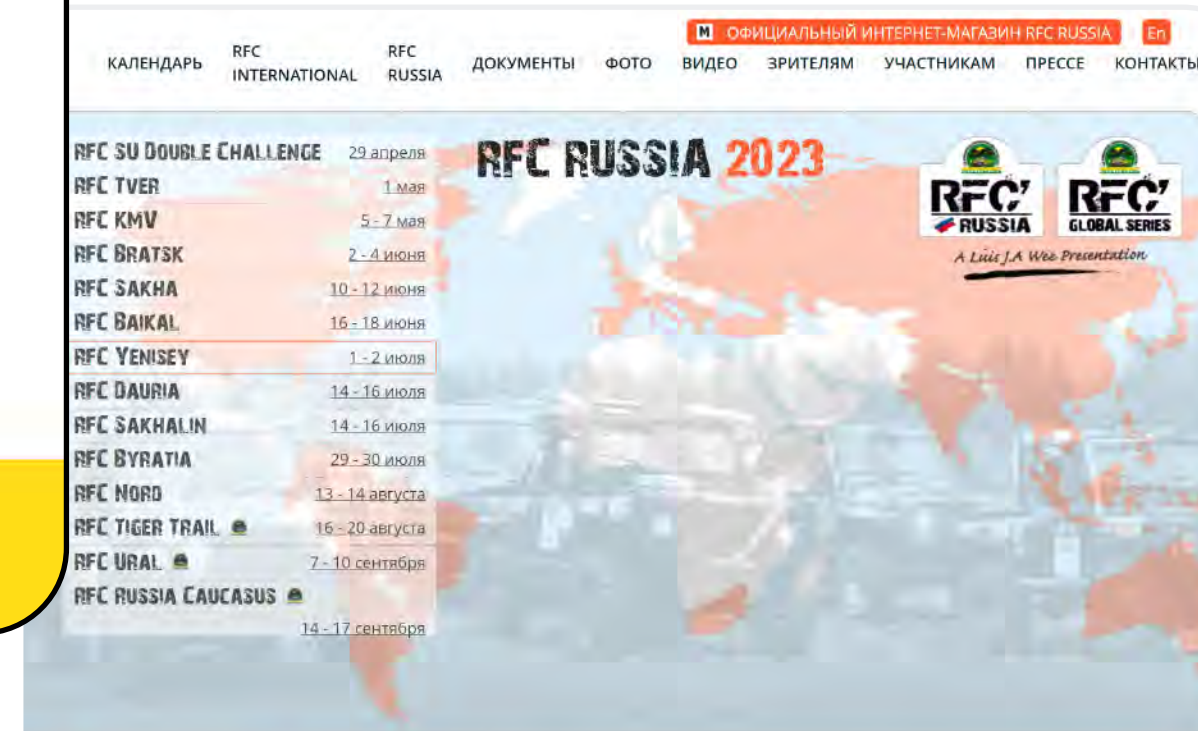 М ОФИЦИАЛЬНЫЙ ИНТЕРНЕТ-МАГАЗИН RFC RUSSIA En
КАЛЕНДАРЬ RFC INTERNATIONAL RFC RUSSIA ДОКУМЕНТЫ ФОТО ВИДЕО ЗРИТЕЛЯМ УЧАСТНИКАМ ПРЕССЕ КОНТАКТЫ
RFC RUSSIA 2023
RFC SU DOUBLE CHALLENGE 29 апреля
RFC TVER 1 мая
RFC KMV 5 - 7 мая
RFC BRATSK 2 - 4 июня
RFC SAKHA 10 - 12 июня
RFC BAIKAL 16 - 18 июня
RFC YENISEY 1 - 2 июля
RFC DAURIA 14 - 16 июля
RFC SAKHALIN 14 - 16 июля
RFC BYRATIA 29 - 30 июля
RFC NORD 13 - 14 августа
RFC TIGER TRAIL 16 - 20 августа
RFC URAL 7 - 10 сентября
RFC RUSSIA CAUCASUS
14 - 17 сентября
RFC RUSSIA
RFC GLOBAL SERIES
A Luis J.A Wee Presentation